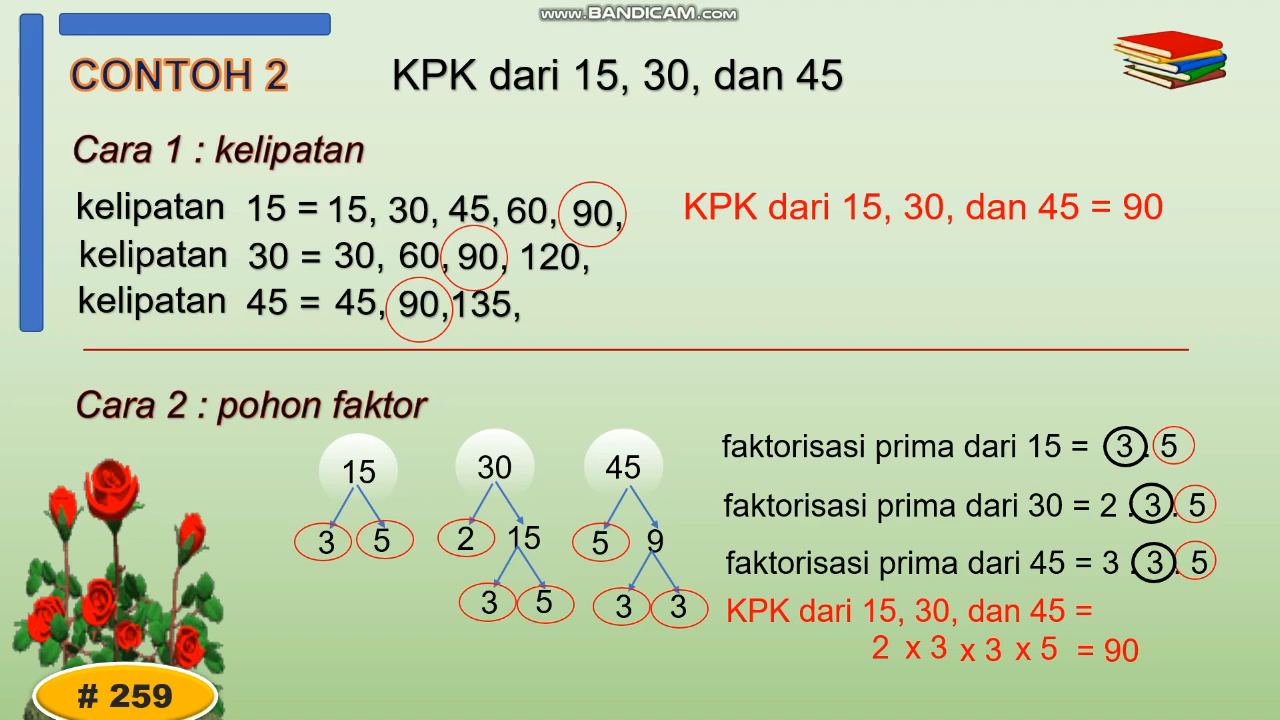 www.BANDICAM.com
CONTOH 2
KPK dari 15, 30, dan 45
Cara 1 : kelipatan
kelipatan 15 = 15, 30, 45, 60, 90,
KPK dari 15, 30, dan 45 = 90
kelipatan 30 = 30, 60, 90, 120,
kelipatan 45 = 45, 90,135,
Cara 2 : pohon faktor
15 30 45
3 5 2 15 5 9
3 5 3 3
faktorisasi prima dari 15 = 3 . 5
faktorisasi prima dari 30 = 2 . 3 . 5
faktorisasi prima dari 45 = 3 . 3 . 5
KPK dari 15, 30, dan 45 =
2 x 3 x 3 x 5 = 90
# 259